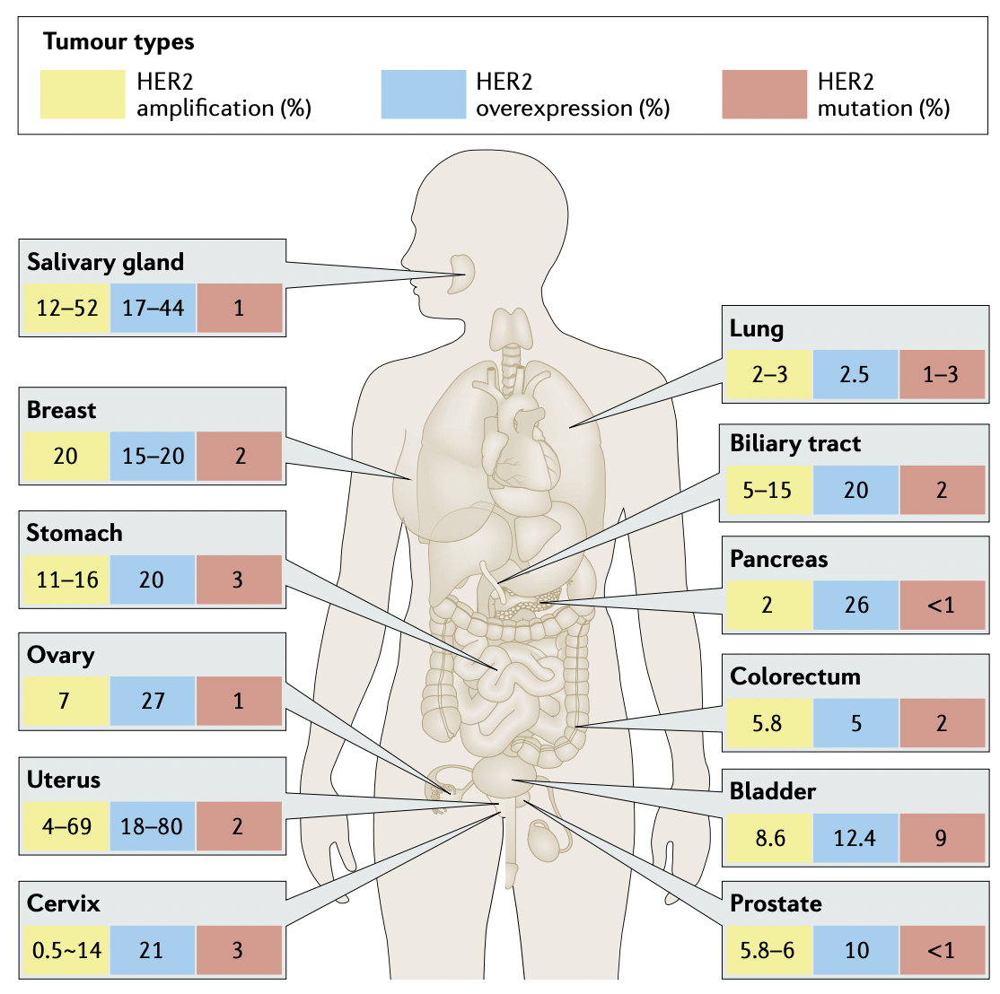 Tumour types
HER2
amplification (%)
HER2
overexpression (%)
HER2
mutation (%)
Salivary gland
12–52 17–44 1
Breast
20 15–20 2
Stomach
11–16 20 3
Ovary
7 27 1
Uterus
4–69 18–80 2
Cervix
0.5~14 21 3
Lung
2–3 2.5 1–3
Biliary tract
5–15 20 2
Pancreas
2 26 <1
Colorectum
5.8 5 2
Bladder
8.6 12.4 9
Prostate
5.8–6 10 <1